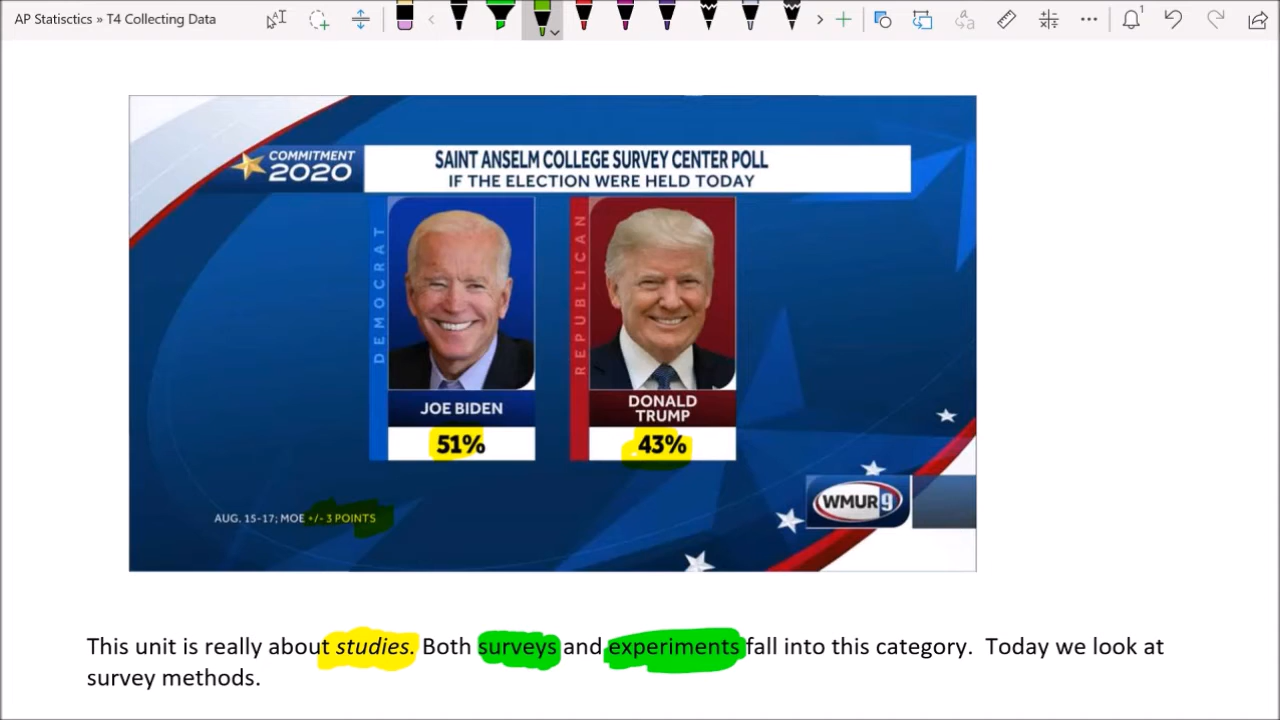 AP Statisctics » T4 Collecting Data
COMMITMENT
2020
SAINT ANSELM COLLEGE SURVEY CENTER POLL
IF THE ELECTION WERE HELD TODAY
DEMOCRAT
JOE BIDEN
51%
REPUBLICAN
DONALD
TRUMP
43%
AUG. 15-17; MOE +/- 3 POINTS
WMUR 9
This unit is really about studies. Both surveys and experiments fall into this category. Today we look at
survey methods.